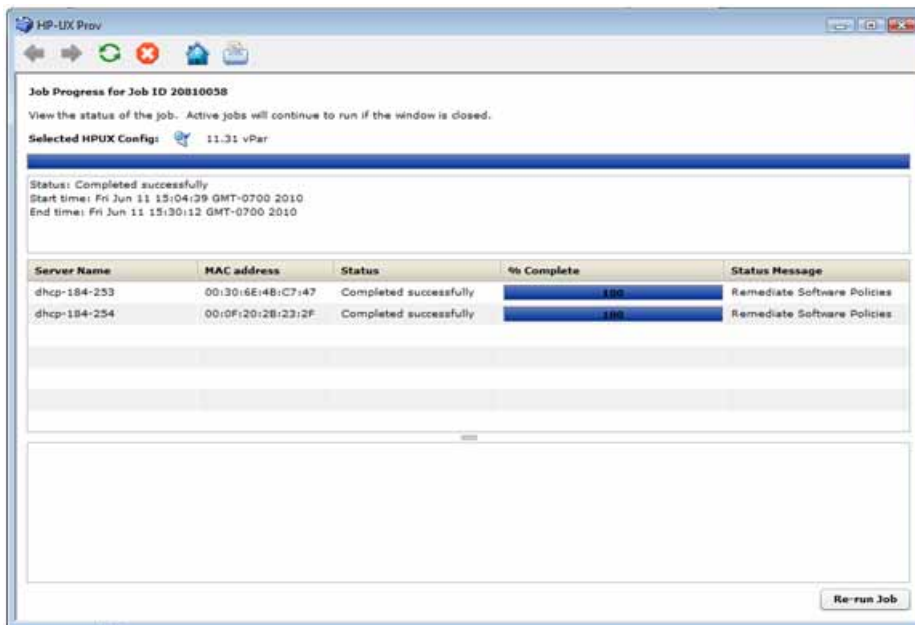 HP-UX Prov
Job Progress for Job ID 20810058
View the status of the job. Active jobs will continue to run if the window is closed.
Selected HPUX Config: 11.31 vPar
Status: Completed successfully
Start time: Fri Jun 11 15:04:39 GMT-0700 2010
End time: Fri Jun 11 15:30:12 GMT-0700 2010
Server Name MAC address Status % Complete Status Message
dhcp-184-253 00:30:6E:4B:C7:47 Completed successfully 100 Remediate Software Policies
dhcp-184-254 00:0F:20:2B:23:2F Completed successfully 100 Remediate Software Policies
Re-run Job